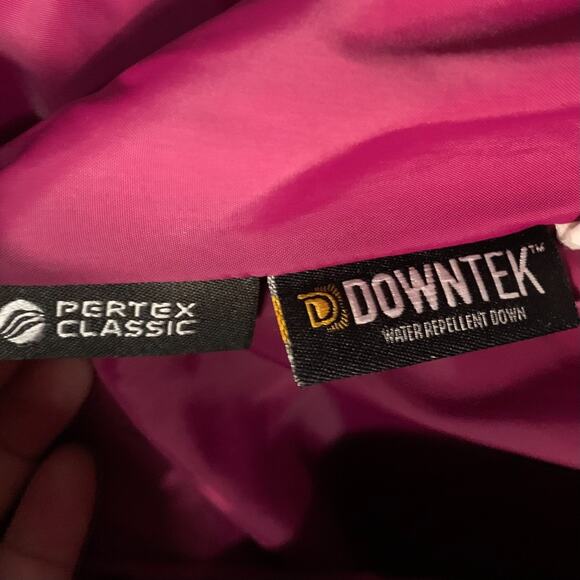 PERTEX
CLASSIC
DOWNTEK™
WATER REPELLENT DOWN